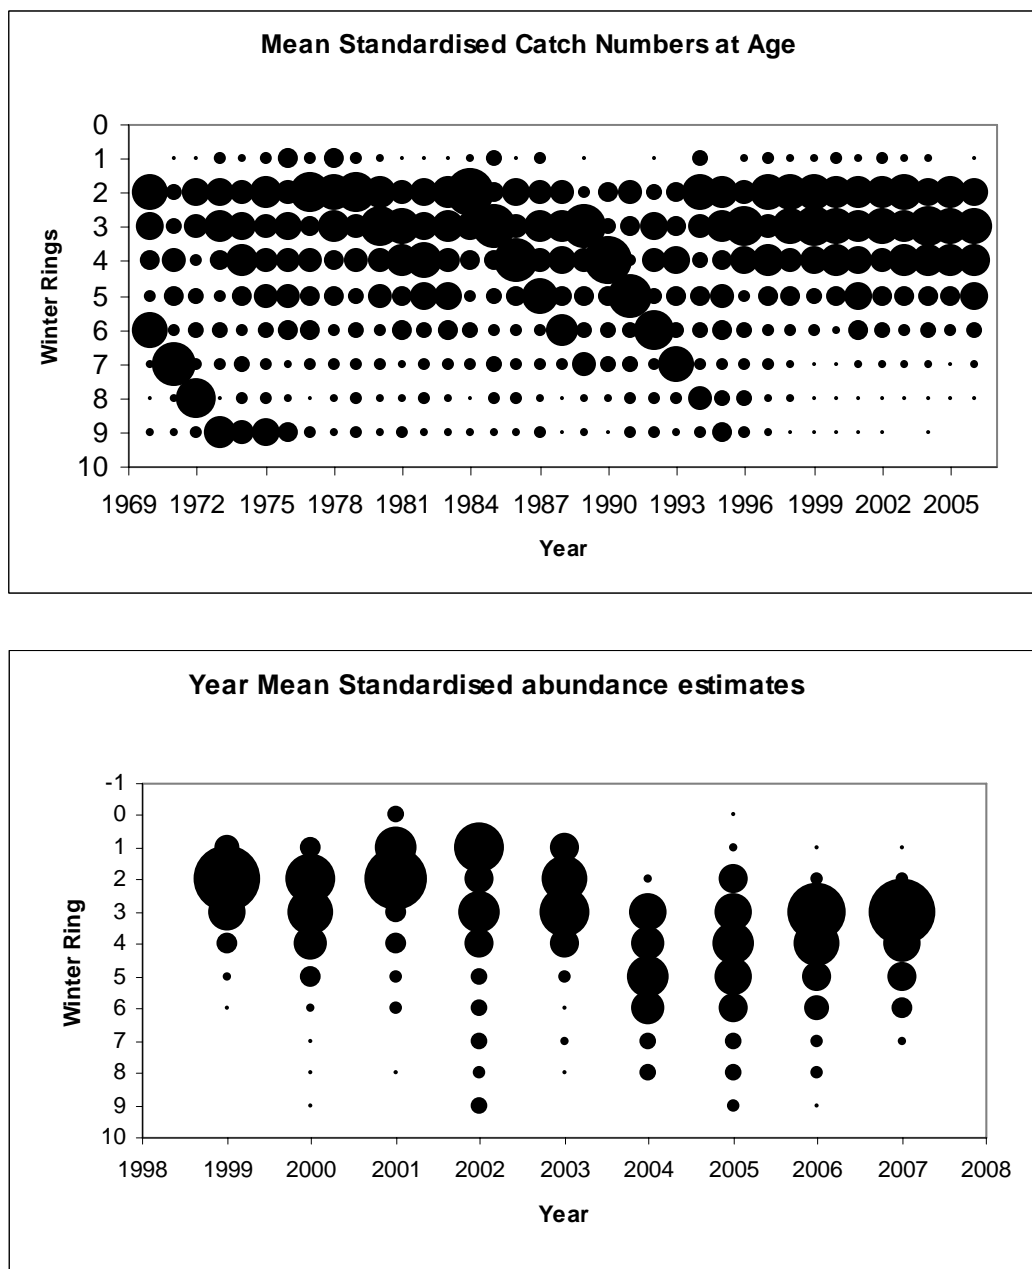 Mean Standardised Catch Numbers at Age
0
1
2
3
4
5
6
7
8
9
10
Winter Rings
1969 1972 1975 1978 1981 1984 1987 1990 1993 1996 1999 2002 2005
Year
Year Mean Standardised abundance estimates
-1
0
1
2
3
4
5
6
7
8
9
10
Winter Ring
1998 1999 2000 2001 2002 2003 2004 2005 2006 2007 2008
Year